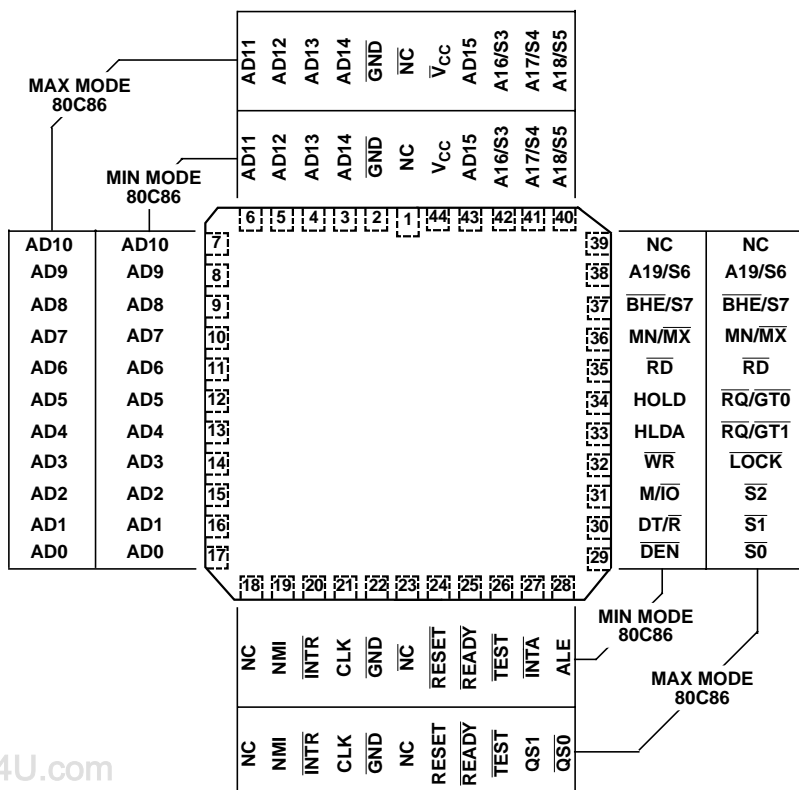 AD11 AD12 AD13 AD14 GND NC VCC AD15 A16/S3 A17/S4 A18/S5
MAX MODE
80C86
AD11 AD12 AD13 AD14 GND NC VCC AD15 A16/S3 A17/S4 A18/S5
MIN MODE
80C86
6 5 4 3 2 1 44 43 42 41 40
AD10 AD10 7 39 NC NC
AD9 AD9 8 38 A19/S6 A19/S6
AD8 AD8 9 37 BHE/S7 BHE/S7
AD7 AD7 10 36 MN/MX MN/MX
AD6 AD6 11 35 RD RD
AD5 AD5 12 34 HOLD RQ/GT0
AD4 AD4 13 33 HLDA RQ/GT1
AD3 AD3 14 32 WR LOCK
AD2 AD2 15 31 M/IO S2
AD1 AD1 16 30 DT/R S1
AD0 AD0 17 29 DEN S0
18 19 20 21 22 23 24 25 26 27 28
NC NMI INTR CLK GND NC RESET READY TEST INTA ALE
MIN MODE
80C86
MAX MODE
80C86
NC NMI INTR CLK GND NC RESET READY TEST QS1 QS0
4U.com